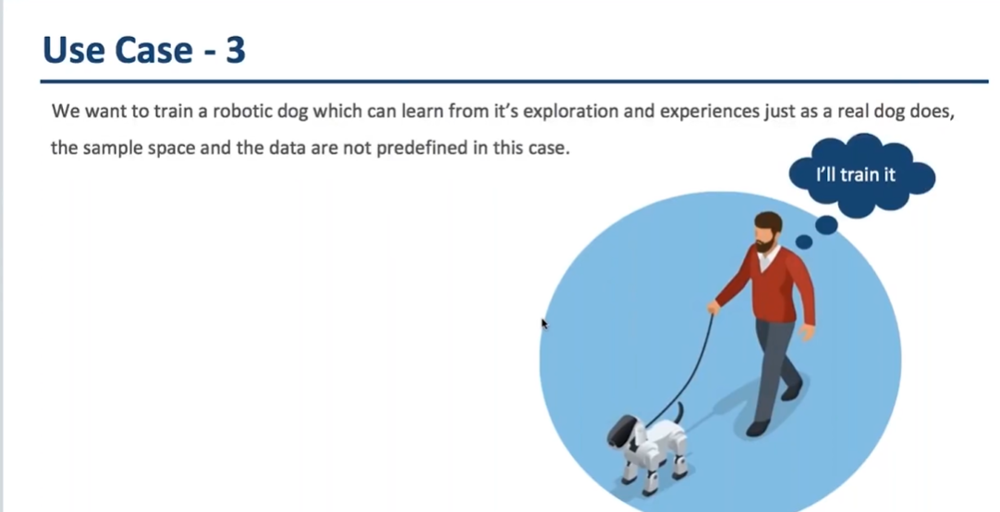 Use Case - 3
We want to train a robotic dog which can learn from it's exploration and experiences just as a real dog does,
the sample space and the data are not predefined in this case.
I'll train it